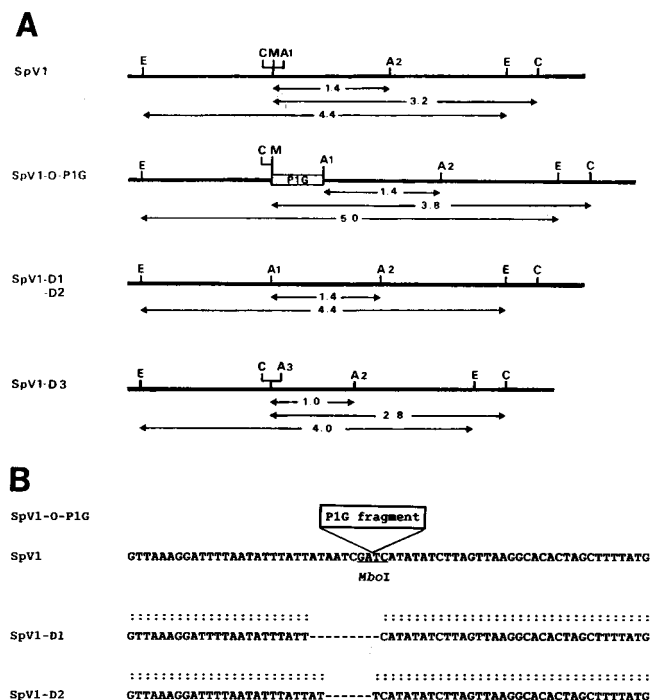 A
SpV1
E CMA1 A2 E C
1.4
3.2
4.4
SpV1-O-P1G
E C M A1 A2 E C
P1G
1.4
3.8
5.0
SpV1-D1
-D2
E A1 A2 E C
1.4
4.4
SpV1-D3
E C A3 A2 E C
1.0
2.8
4.0
B
SpV1-O-P1G
P1G fragment
SpV1 GTTAAAGGATTTTAATATTTATTATAATCGATCATATATCTTAGTTAAGGCACACTAGCTTTTATG
MboI
SpV1-D1 GTTAAAGGATTTTAATATTTATT---------CATATATCTTAGTTAAGGCACACTAGCTTTTATG
SpV1-D2 GTTAAAGGATTTTAATATTTATTAT------TCATATATCTTAGTTAAGGCACACTAGCTTTTATG